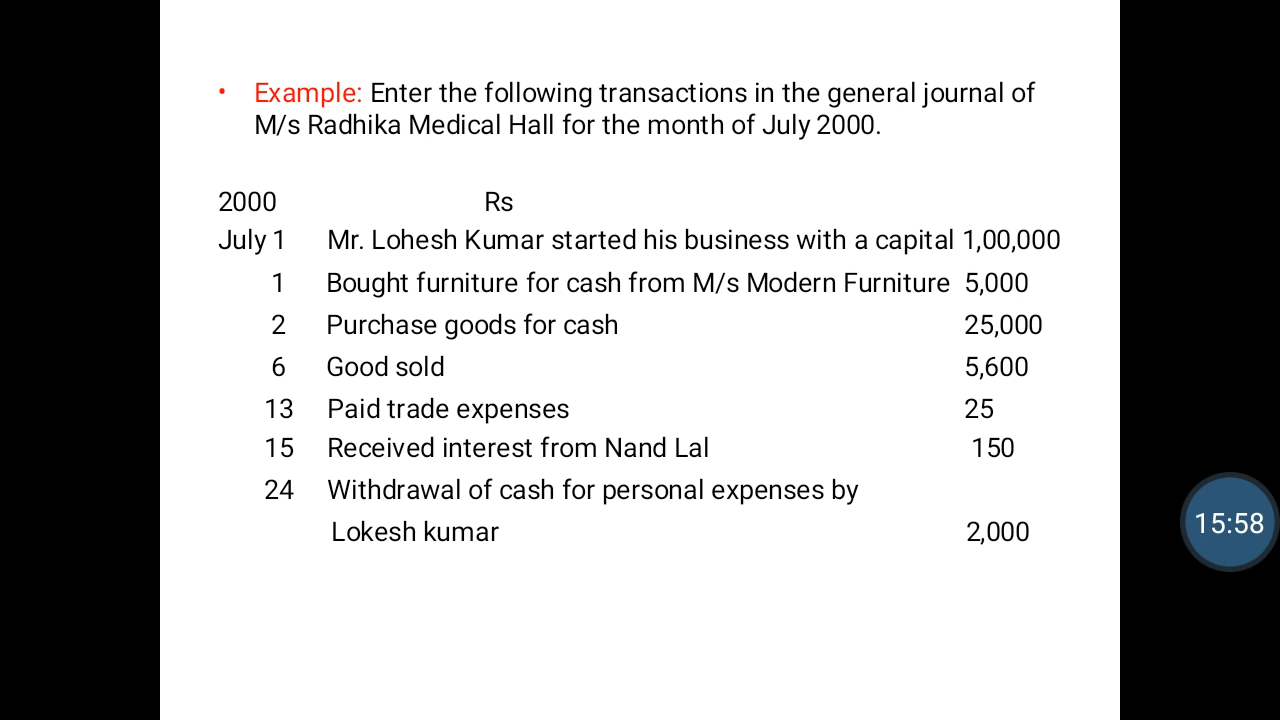 • Example: Enter the following transactions in the general journal of
M/s Radhika Medical Hall for the month of July 2000.
2000 Rs
July 1 Mr. Lohesh Kumar started his business with a capital 1,00,000
1 Bought furniture for cash from M/s Modern Furniture 5,000
2 Purchase goods for cash 25,000
6 Good sold 5,600
13 Paid trade expenses 25
15 Received interest from Nand Lal 150
24 Withdrawal of cash for personal expenses by
Lokesh kumar 2,000
15:58